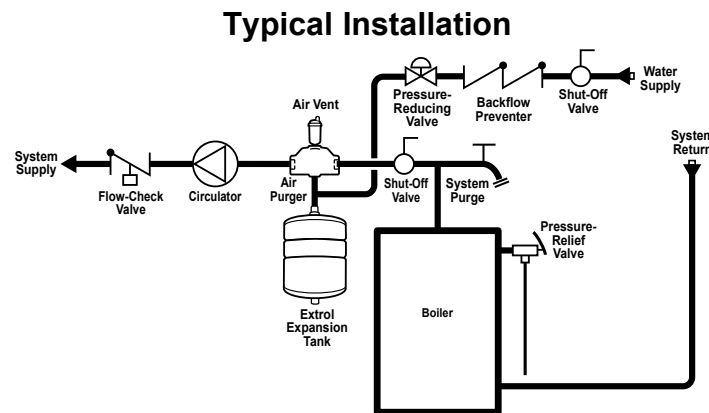 Typical Installation
Air Vent
Pressure-
Reducing
Valve
Backflow
Preventer
Shut-Off
Valve
Water
Supply
System
Supply
Flow-Check
Valve
Circulator
Air
Purger
Shut-Off
Valve
System
Purge
System
Return
Pressure-
Relief
Valve
Extrol
Expansion
Tank
Boiler